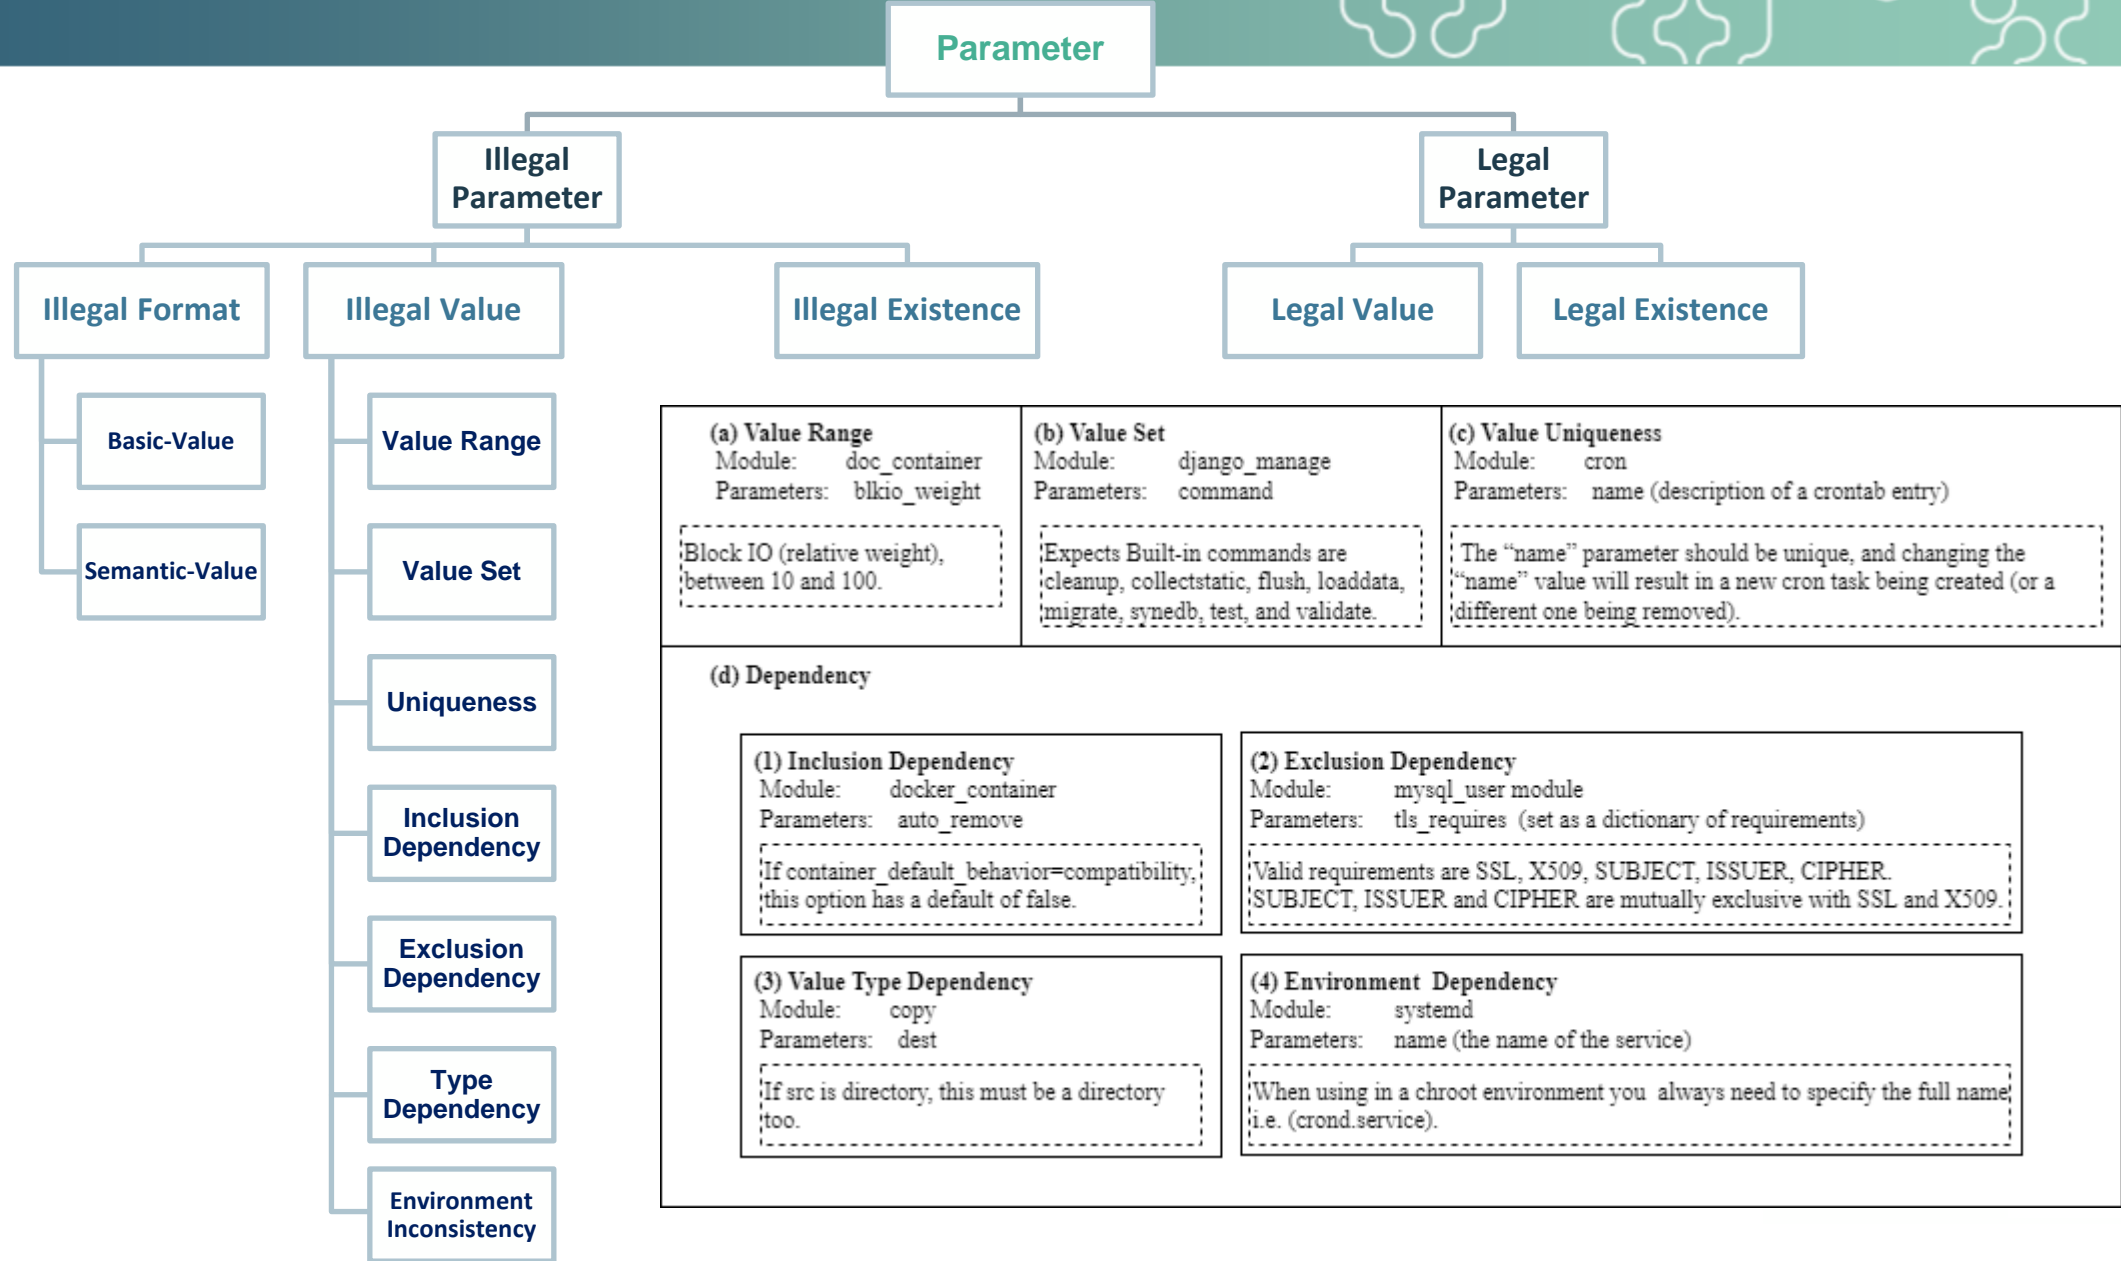 Parameter
Illegal
Parameter
Legal
Parameter
Illegal Format
Illegal Value
Illegal Existence
Legal Value
Legal Existence
Basic-Value
Semantic-Value
Value Range
Value Set
Uniqueness
Inclusion
Dependency
Exclusion
Dependency
Type
Dependency
Environment
Inconsistency
(a) Value Range
Module: doc_container
Parameters: blkio_weight
Block IO (relative weight),
between 10 and 100.
(b) Value Set
Module: django_manage
Parameters: command
Expects Built-in commands are
cleanup, collectstatic, flush, loaddata,
migrate, synedb, test, and validate.
(c) Value Uniqueness
Module: cron
Parameters: name (description of a crontab entry)
The “name” parameter should be unique, and changing the
“name” value will result in a new cron task being created (or a
different one being removed).
(d) Dependency
(1) Inclusion Dependency
Module: docker_container
Parameters: auto_remove
If container_default_behavior=compatibility,
this option has a default of false.
(2) Exclusion Dependency
Module: mysql_user module
Parameters: tls_requires (set as a dictionary of requirements)
Valid requirements are SSL, X509, SUBJECT, ISSUER, CIPHER.
SUBJECT, ISSUER and CIPHER are mutually exclusive with SSL and X509.
(3) Value Type Dependency
Module: copy
Parameters: dest
If src is directory, this must be a directory
too.
(4) Environment Dependency
Module: systemd
Parameters: name (the name of the service)
When using in a chroot environment you always need to specify the full name
i.e. (crond.service).